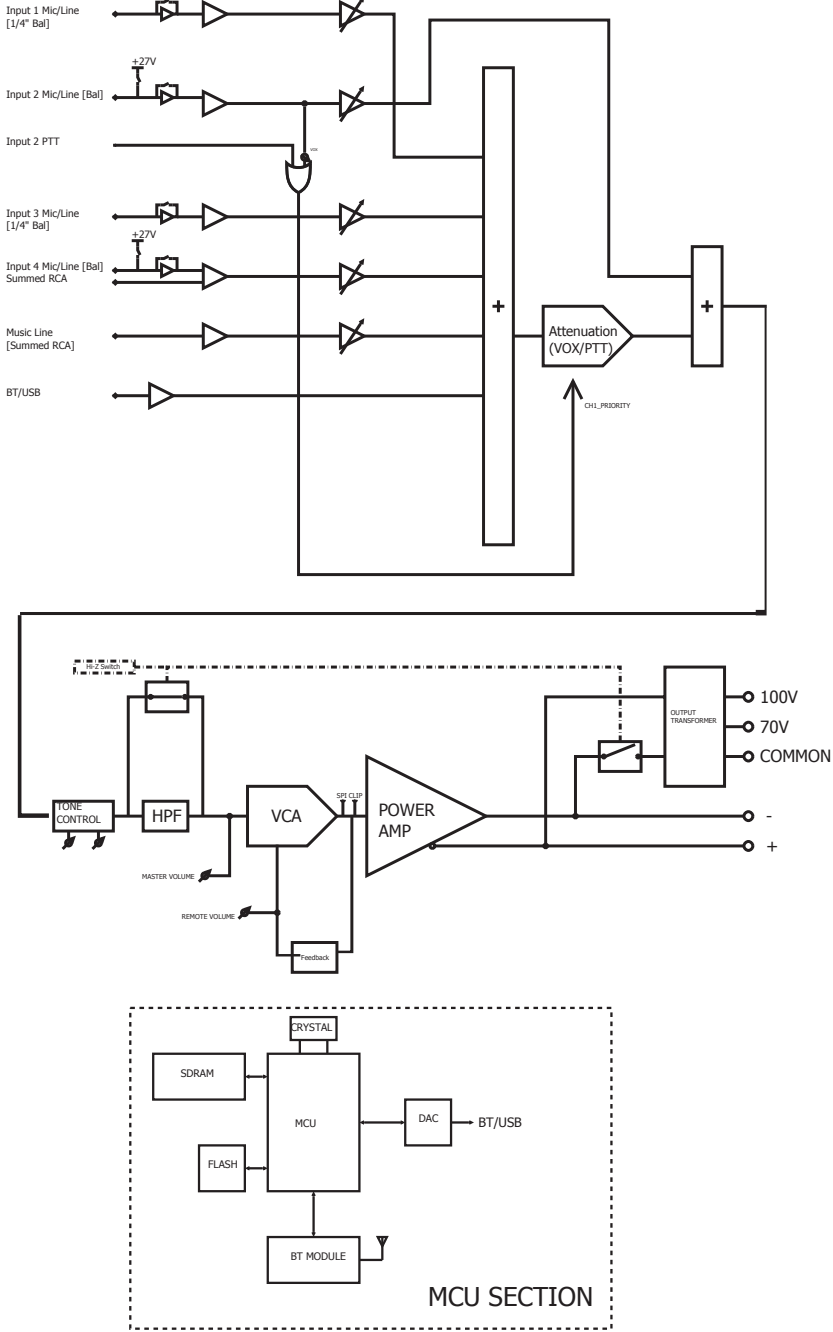 Input 1 Mic/Line
[1/4" Bal]
+27V
Input 2 Mic/Line [Bal]
Input 2 PTT
VOX
Input 3 Mic/Line
[1/4" Bal]
+27V
Input 4 Mic/Line [Bal]
Summed RCA
+
+
Music Line
[Summed RCA]
Attenuation
(VOX/PTT)
BT/USB
CH1_PRIORITY
Hi-Z Switch
OUTPUT
TRANSFORMER
100V
70V
COMMON
TONE
CONTROL
HPF
VCA
SPI CLIP
POWER
AMP
-
+
MASTER VOLUME
REMOTE VOLUME
Feedback
CRYSTAL
SDRAM
MCU
DAC
BT/USB
FLASH
BT MODULE
MCU SECTION